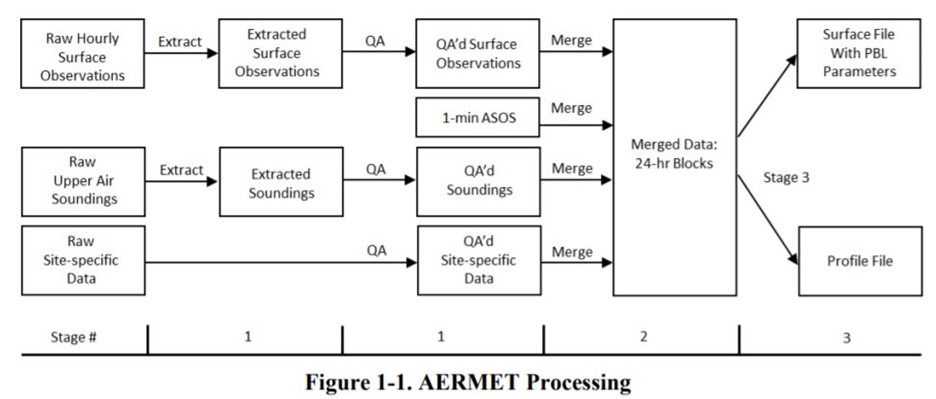 Raw Hourly
Surface
Observations
Extract
Extracted
Surface
Observations
QA
QA'd Surface
Observations
Merge
Surface File
With PBL
Parameters
1-min ASOS
Merge
Merged Data:
24-hr Blocks
Raw
Upper Air
Soundings
Extract
Extracted
Soundings
QA
QA'd
Soundings
Merge
Stage 3
Raw
Site-specific
Data
QA
QA'd
Site-specific
Data
Merge
Profile File
Stage #
1
1
2
3
Figure 1-1. AERMET Processing